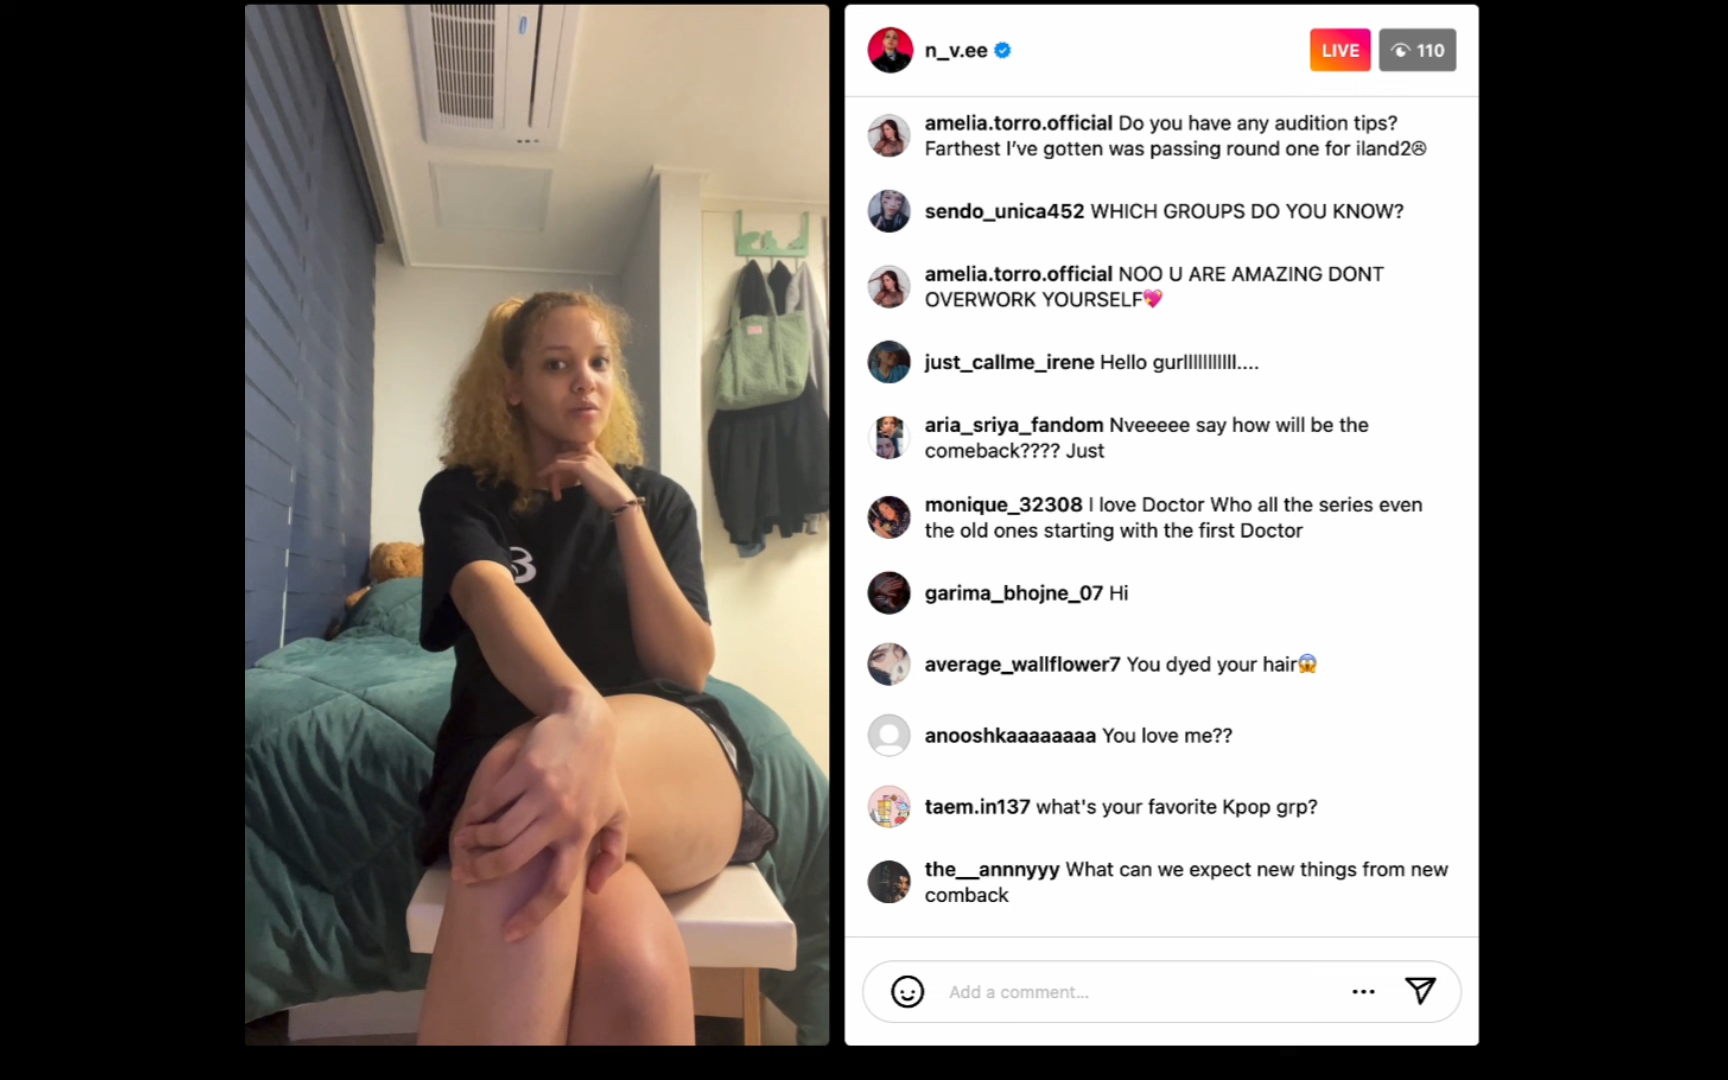 n_v.ee
LIVE
110
amelia.torro.official Do you have any audition tips?
Farthest I've gotten was passing round one for iland2☹
sendo_unica452 WHICH GROUPS DO YOU KNOW?
amelia.torro.official NOO U ARE AMAZING DONT
OVERWORK YOURSELF💖
just_callme_irene Hello gurlllllllllll....
aria_sriya_fandom Nveeeee say how will be the
comeback???? Just
monique_32308 I love Doctor Who all the series even
the old ones starting with the first Doctor
garima_bhojne_07 Hi
average_wallflower7 You dyed your hair😱
anooshkaaaaaaaa You love me??
taem.in137 what's your favorite Kpop grp?
the__annnyyy What can we expect new things from new
comback
Add a comment...